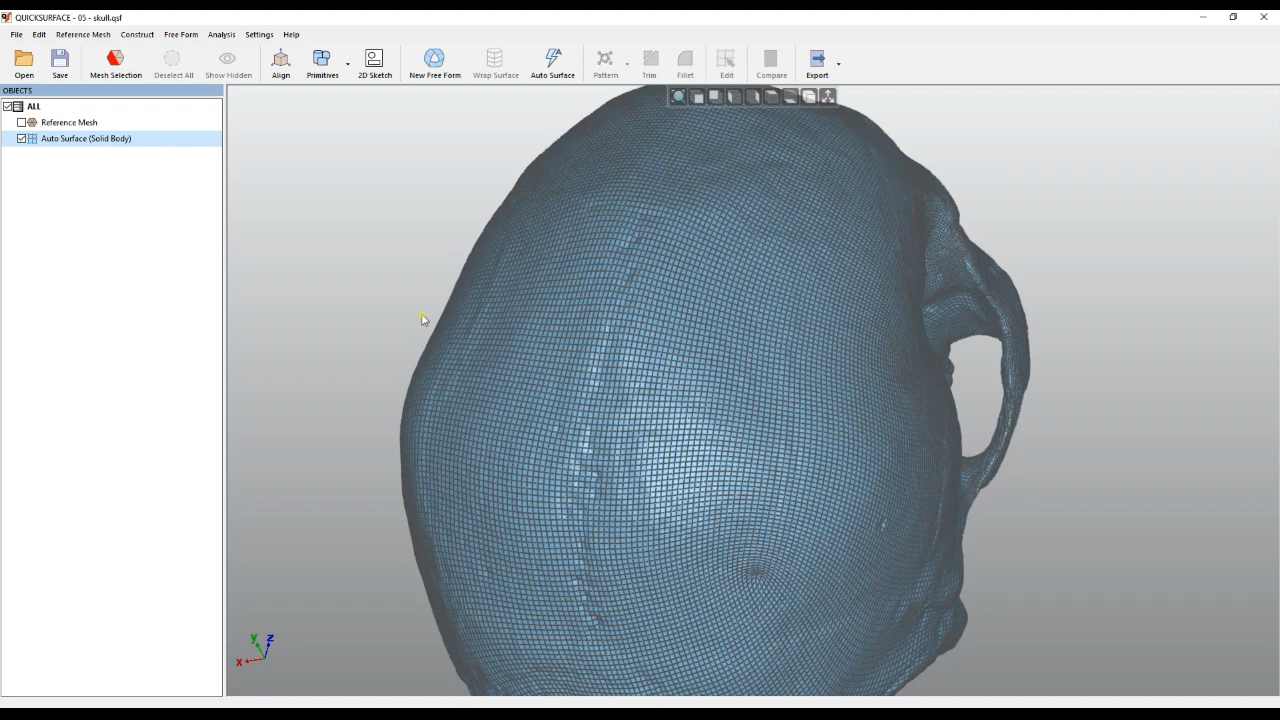 QUICKSURFACE - 05 - skull.qsf
File Edit Reference Mesh Construct Free Form Analysis Settings Help
Open Save Mesh Selection Deselect All Show Hidden Align Primitives 2D Sketch New Free Form Wrap Surface Auto Surface Pattern Trim Fillet Edit Compare Export
OBJECTS
ALL
Reference Mesh
Auto Surface (Solid Body)
y z
x